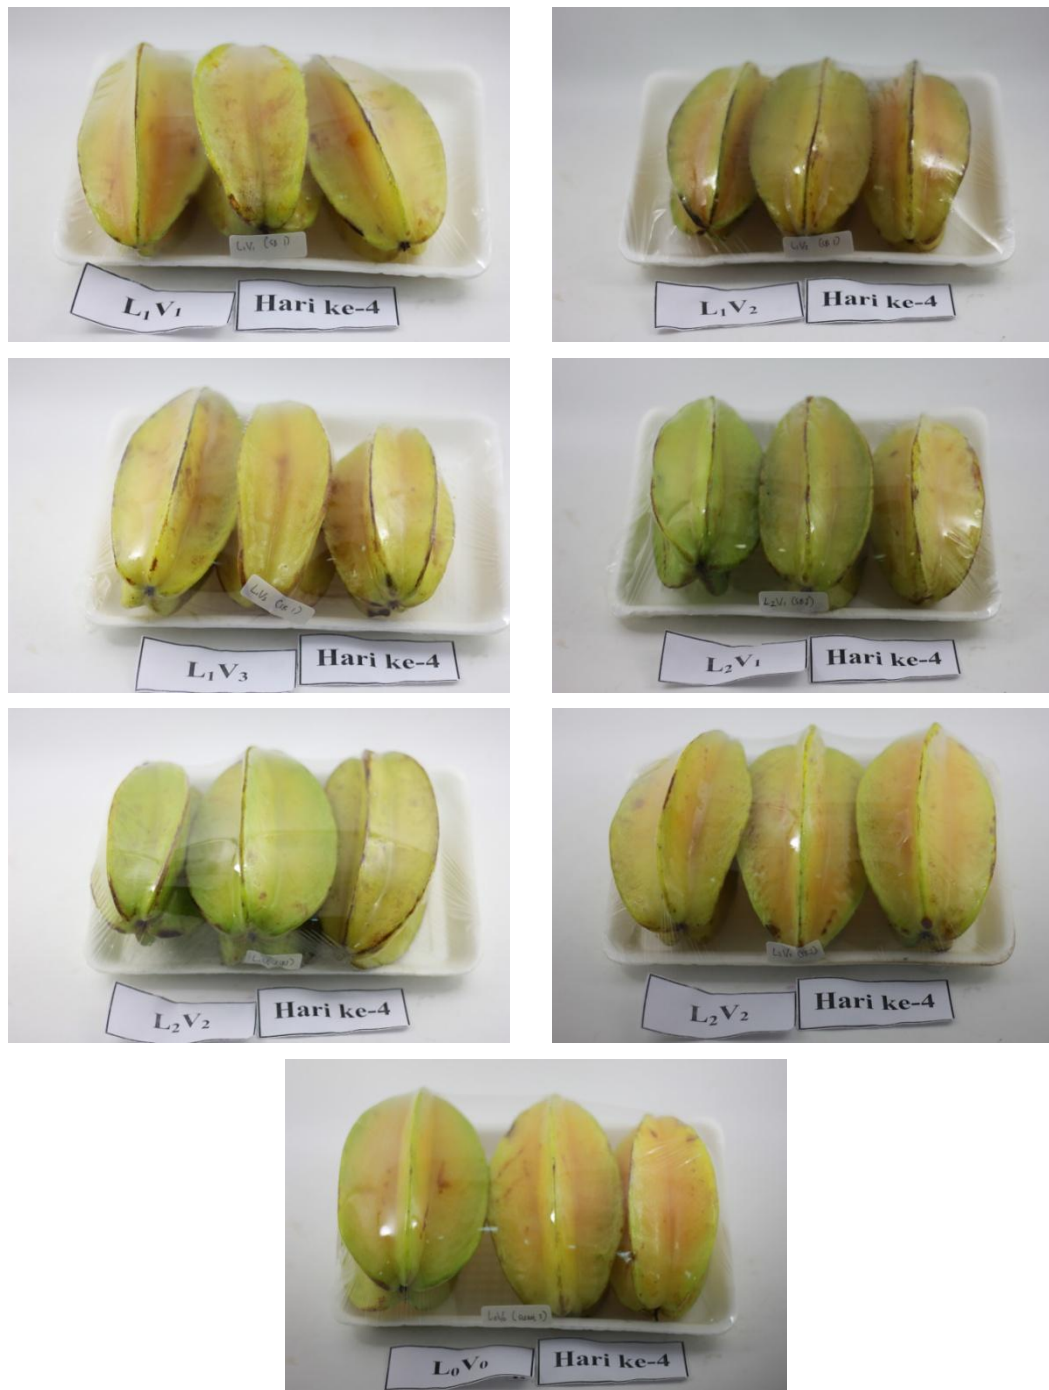 L₁V₁ Hari ke-4
L₁V₂ Hari ke-4
L₁V₃ Hari ke-4
L₂V₁ Hari ke-4
L₂V₂ Hari ke-4
L₂V₂ Hari ke-4
L₀V₀ Hari ke-4